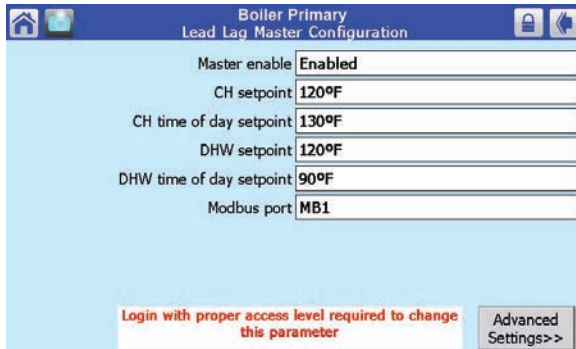 Boiler Primary
Lead Lag Master Configuration
Master enable Enabled
CH setpoint 120ºF
CH time of day setpoint 130ºF
DHW setpoint 120ºF
DHW time of day setpoint 90ºF
Modbus port MB1
Login with proper access level required to change
this parameter
Advanced
Settings>>